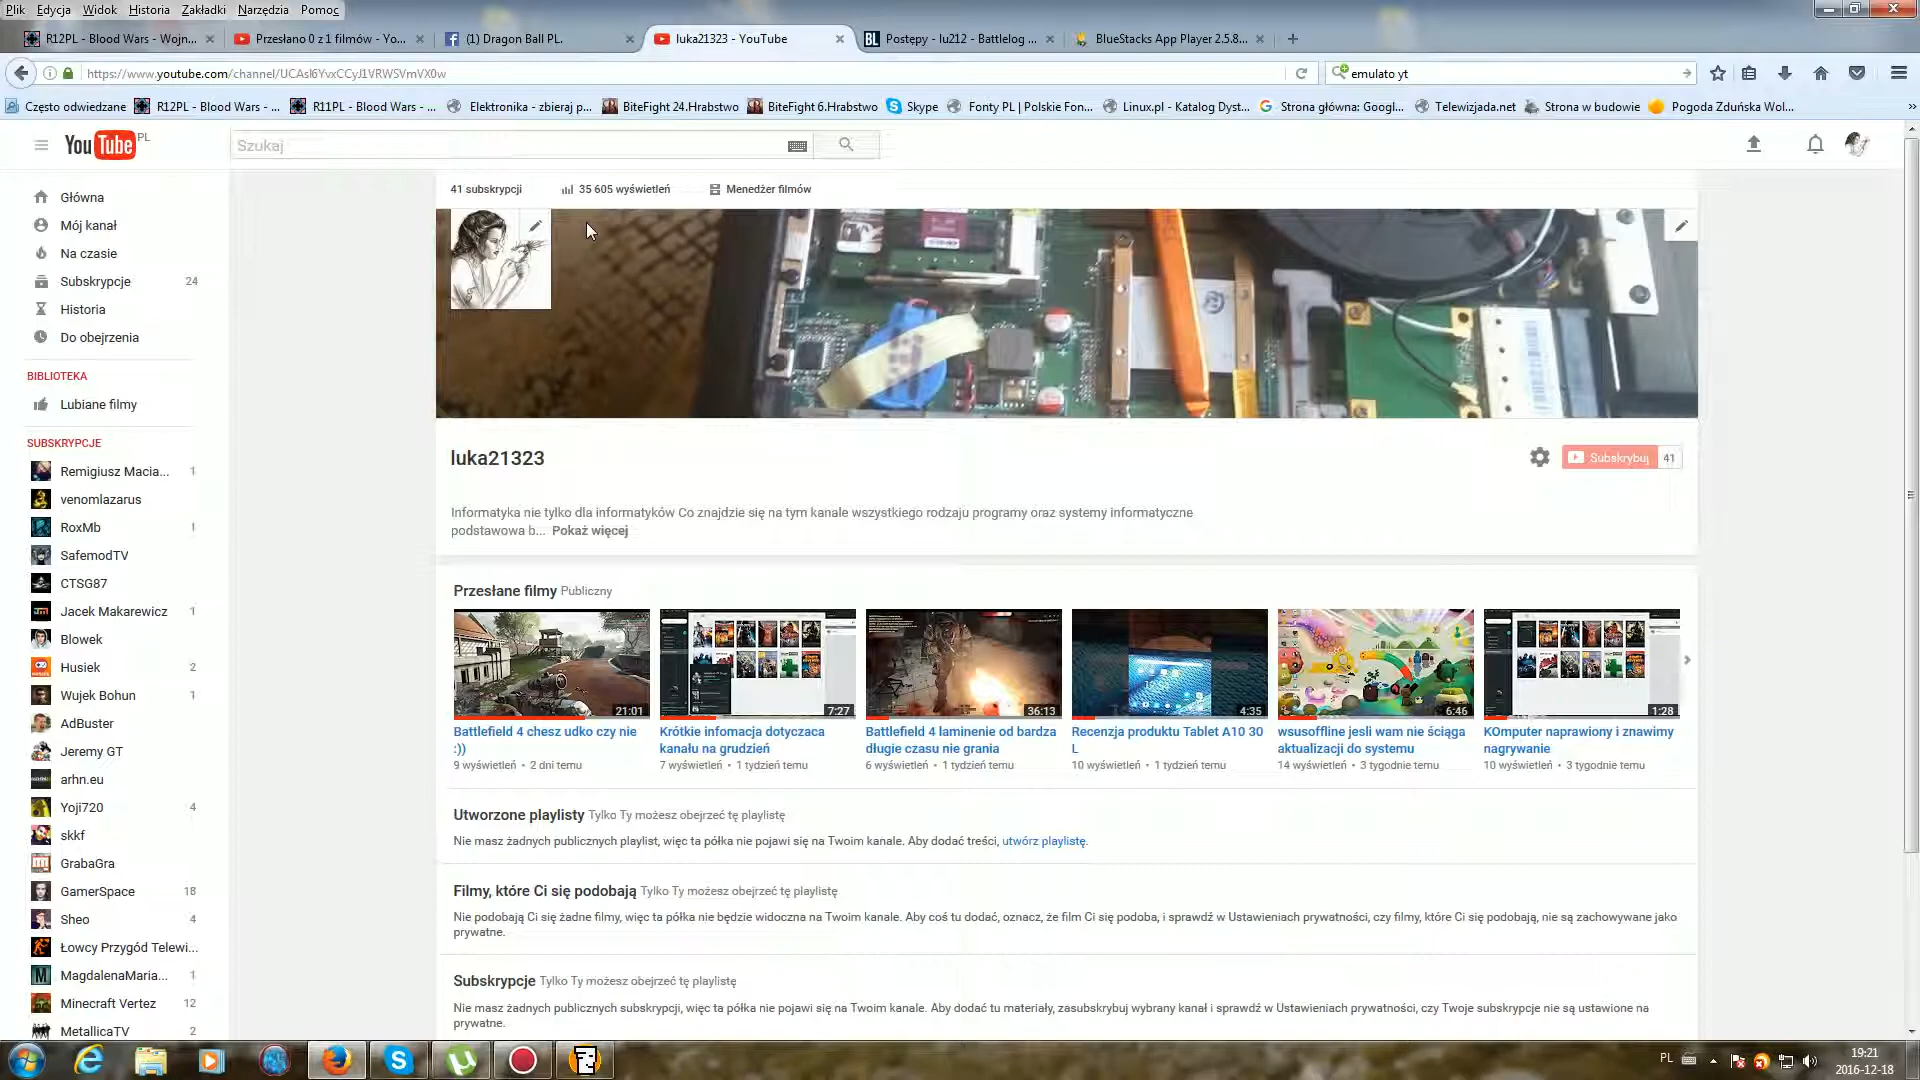 Plik Edycja Widok Historia Zakładki Narzędzia Pomoc
R12PL - Blood Wars - Wojn...
Przesłano 0 z 1 filmów - Yo...
(1) Dragon Ball PL.
luka21323 - YouTube
Postępy - lu212 - Battlelog ...
BlueStacks App Player 2.5.8...
https://www.youtube.com/channel/UCAsI6YvxCCyJ1VRWSVmVX0w
emulato yt
Często odwiedzane
R12PL - Blood Wars - ...
R11PL - Blood Wars - ...
Elektronika - zbieraj p...
BiteFight 24.Hrabstwo
BiteFight 6.Hrabstwo
Skype
Fonty PL | Polskie Fon...
Linux.pl - Katalog Dyst...
Strona główna: Googl...
Telewizjada.net
Strona w budowie
Pogoda Zduńska Wol...
YouTube PL
Szukaj
Główna
Mój kanał
Na czasie
Subskrypcje 24
Historia
Do obejrzenia
BIBLIOTEKA
Lubiane filmy
SUBSKRYPCJE
Remigiusz Macia... 1
venomlazarus
RoxMb 1
SafemodTV
CTSG87
Jacek Makarewicz 1
Blowek
Husiek 2
Wujek Bohun 1
AdBuster
Jeremy GT
arhn.eu
Yoji720 4
skkf
GrabaGra
GamerSpace 18
Sheo 4
Łowcy Przygód Telewi...
MagdalenaMaria... 1
Minecraft Vertez 12
MetallicaTV 2
41 subskrypcji
35 605 wyświetleń
Menedżer filmów
luka21323
Subskrybuj 41
Informatyka nie tylko dla informatyków Co znajdzie się na tym kanale wszystkiego rodzaju programy oraz systemy informatyczne
podstawowa b... Pokaż więcej
Przesłane filmy Publiczny
21:01
Battlefield 4 chesz udko czy nie
:))
9 wyświetleń • 2 dni temu
7:27
Krótkie infomacja dotyczaca
kanału na grudzień
7 wyświetleń • 1 tydzień temu
36:13
Battlefield 4 łaminenie od bardza
długie czasu nie grania
6 wyświetleń • 1 tydzień temu
4:35
Recenzja produktu Tablet A10 30
L
10 wyświetleń • 1 tydzień temu
6:46
wsusoffline jesli wam nie ściąga
aktualizacji do systemu
14 wyświetleń • 3 tygodnie temu
1:28
KOmputer naprawiony i znawimy
nagrywanie
10 wyświetleń • 3 tygodnie temu
Utworzone playlisty Tylko Ty możesz obejrzeć tę playlistę
Nie masz żadnych publicznych playlist, więc ta półka nie pojawi się na Twoim kanale. Aby dodać treści, utwórz playlistę.
Filmy, które Ci się podobają Tylko Ty możesz obejrzeć tę playlistę
Nie podobają Ci się żadne filmy, więc ta półka nie będzie widoczna na Twoim kanale. Aby coś tu dodać, oznacz, że film Ci się podoba, i sprawdź w Ustawieniach prywatności, czy filmy, które Ci się podobają, nie są zachowywane jako
prywatne.
Subskrypcje Tylko Ty możesz obejrzeć tę playlistę
Nie masz żadnych publicznych subskrypcji, więc ta półka nie pojawi się na Twoim kanale. Aby dodać tu materiały, zasubskrybuj wybrany kanał i sprawdź w Ustawieniach prywatności, czy Twoje subskrypcje nie są ustawione na
prywatne.
PL
19:21
2016-12-18